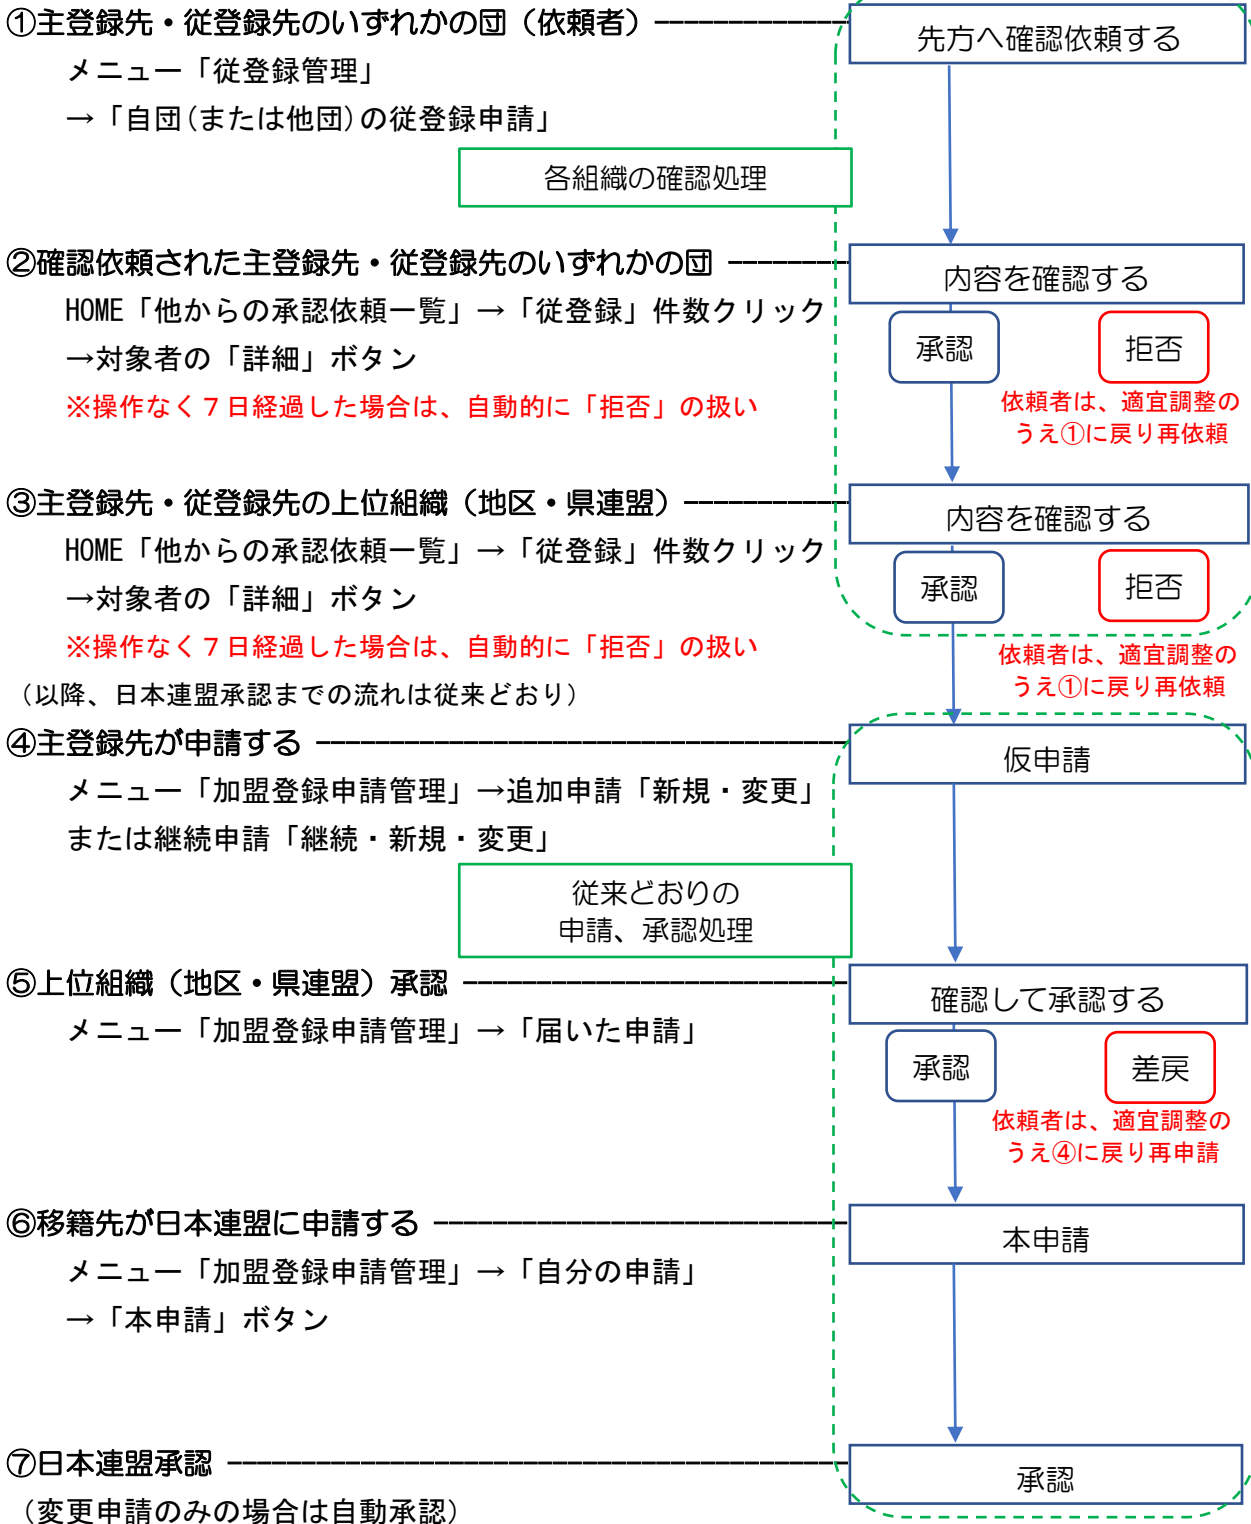 ①主登録先・従登録先のいずれかの団（依頼者）
先方へ確認依頼する
メニュー「従登録管理」
→「自団(または他団)の従登録申請」
各組織の確認処理
②確認依頼された主登録先・従登録先のいずれかの団
内容を確認する
HOME「他からの承認依頼一覧」→「従登録」件数クリック
→対象者の「詳細」ボタン
※操作なく７日経過した場合は、自動的に「拒否」の扱い
承認
拒否
依頼者は、適宜調整の
うえ①に戻り再依頼
③主登録先・従登録先の上位組織（地区・県連盟）
内容を確認する
HOME「他からの承認依頼一覧」→「従登録」件数クリック
→対象者の「詳細」ボタン
※操作なく７日経過した場合は、自動的に「拒否」の扱い
承認
拒否
依頼者は、適宜調整の
うえ①に戻り再依頼
（以降、日本連盟承認までの流れは従来どおり）
④主登録先が申請する
仮申請
メニュー「加盟登録申請管理」→追加申請「新規・変更」
または継続申請「継続・新規・変更」
従来どおりの
申請、承認処理
⑤上位組織（地区・県連盟）承認
確認して承認する
メニュー「加盟登録申請管理」→「届いた申請」
承認
差戻
依頼者は、適宜調整の
うえ④に戻り再申請
⑥移籍先が日本連盟に申請する
本申請
メニュー「加盟登録申請管理」→「自分の申請」
→「本申請」ボタン
⑦日本連盟承認
承認
（変更申請のみの場合は自動承認）